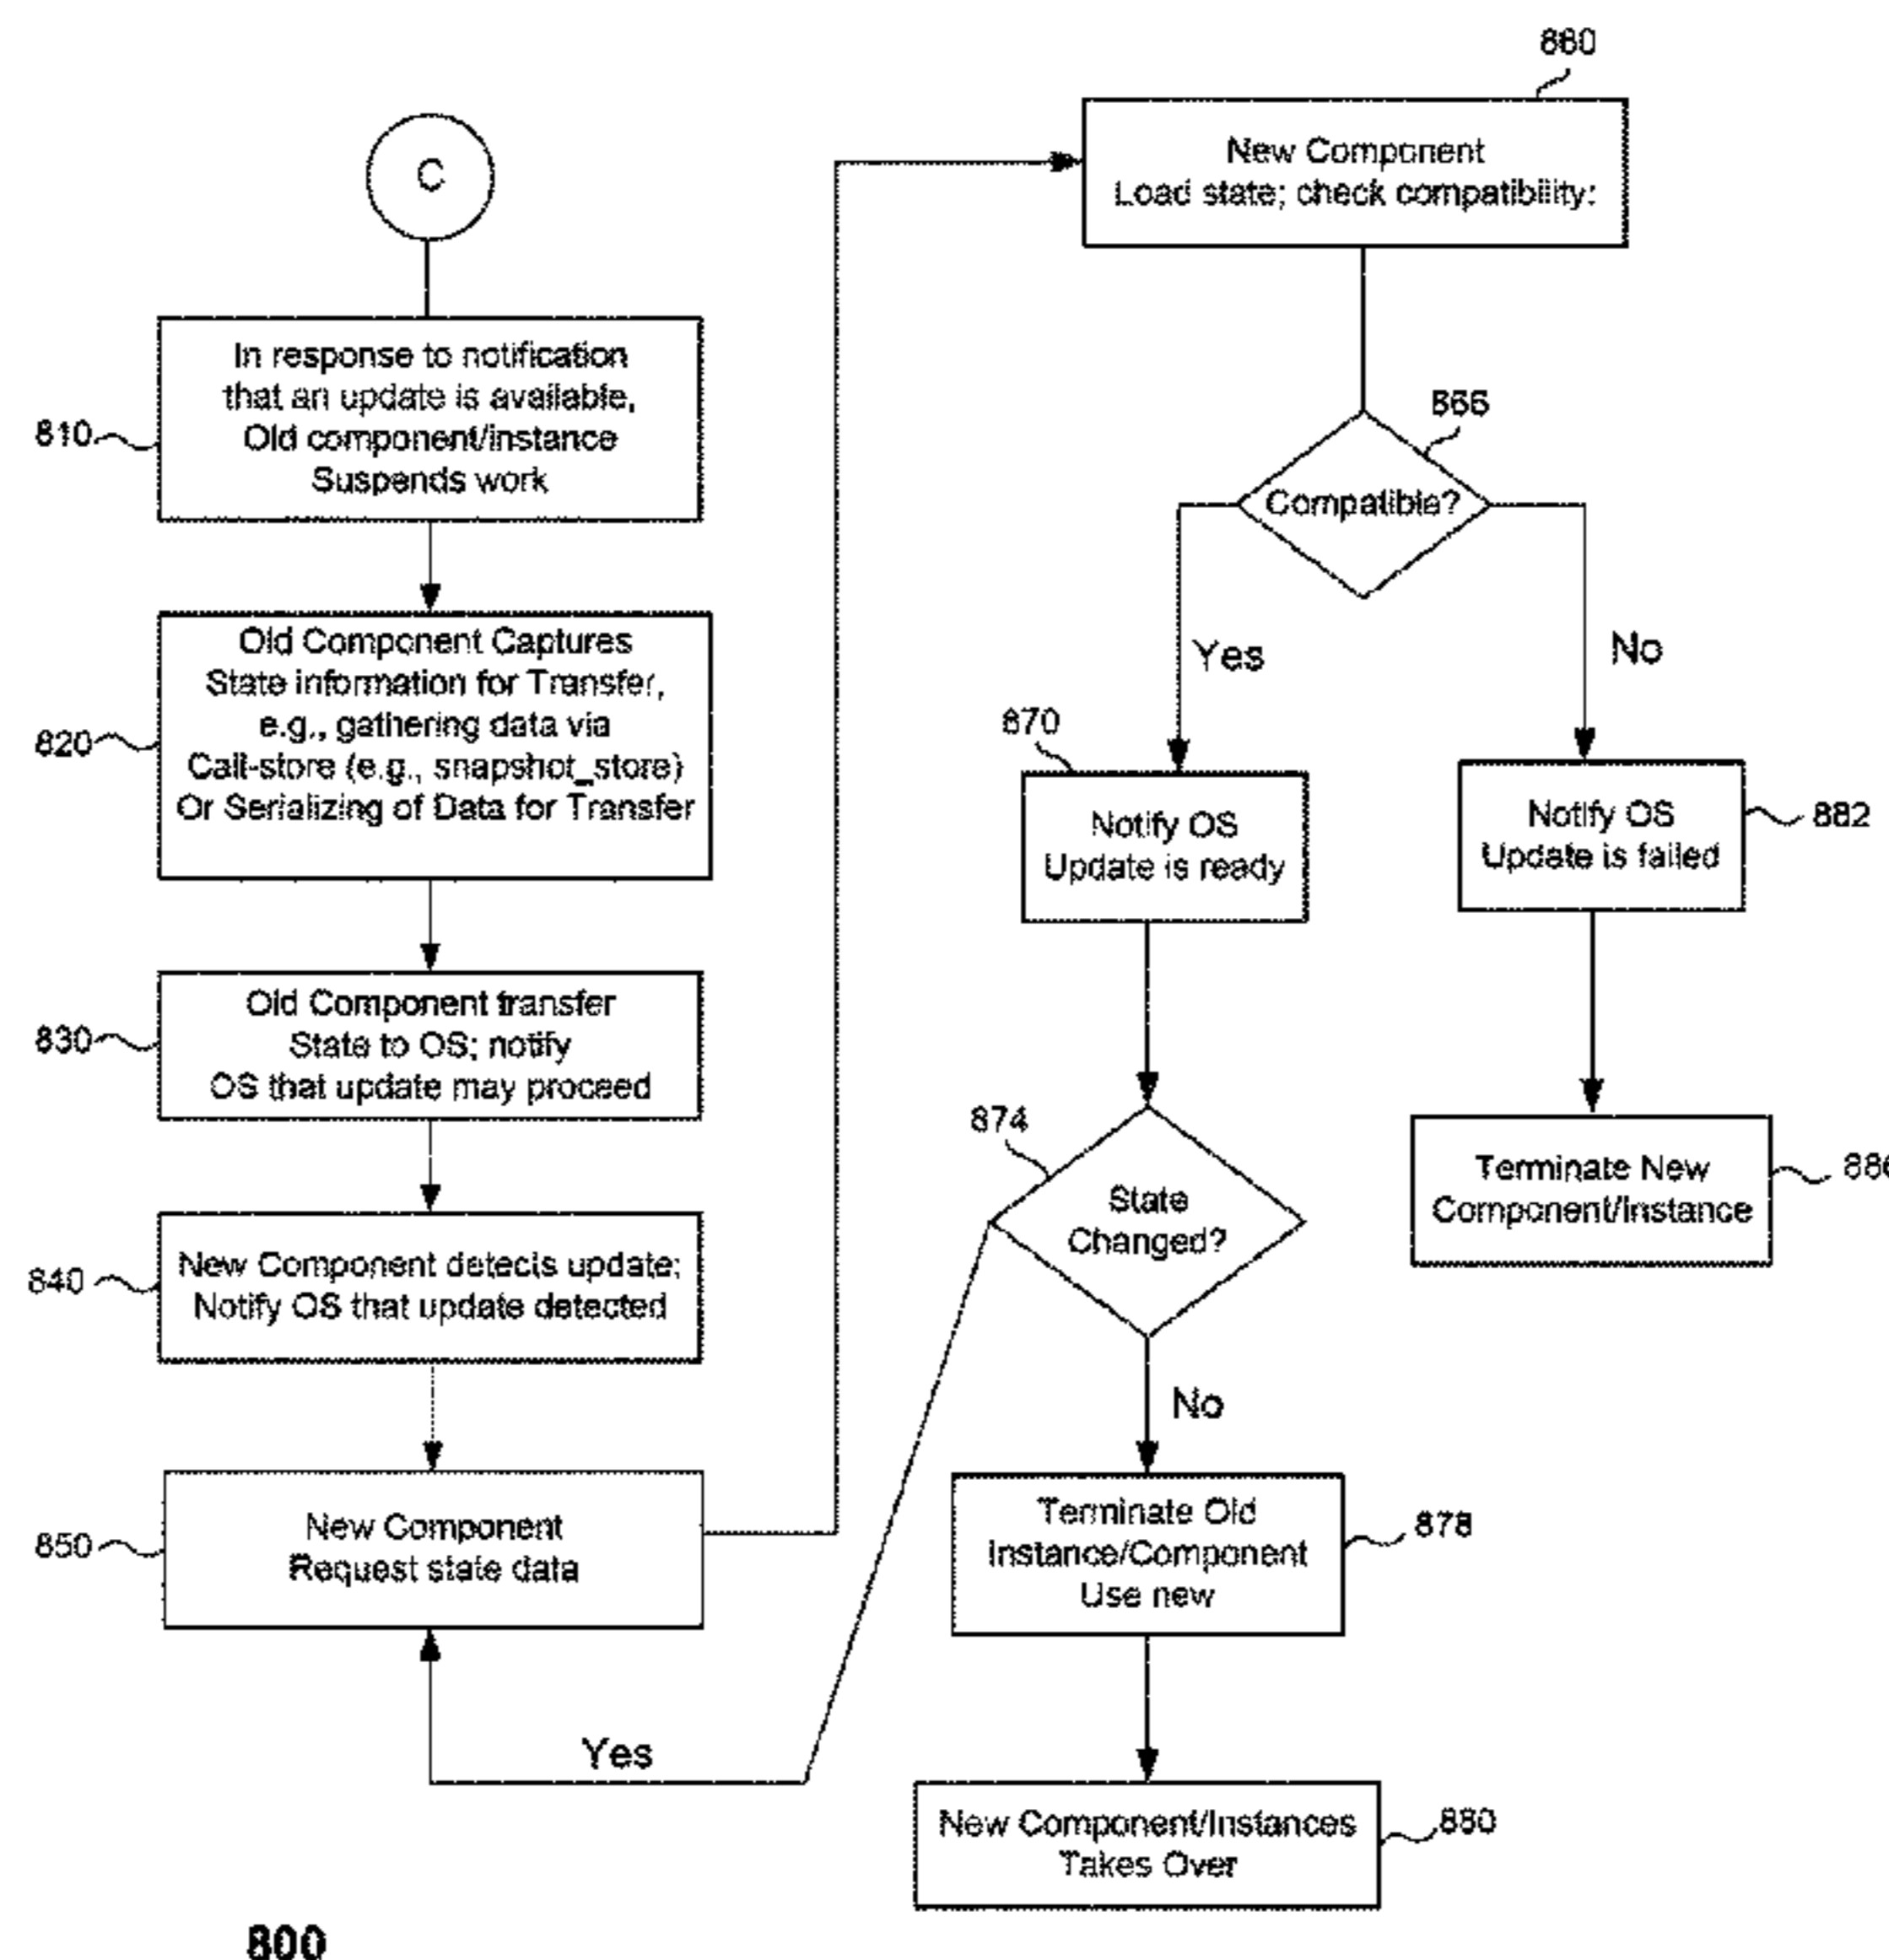 C
In response to notification
that an update is available,
Old component/instance
Suspends work
810
Old Component Captures
State information for Transfer,
e.g., gathering data via
Call-store (e.g., snapshot_store)
Or Serializing of Data for Transfer
820
Old Component transfer
State to OS; notify
OS that update may proceed
830
New Component detects update;
Notify OS that update detected
840
New Component
Request state data
850
860
New Component
Load state; check compatibility:
866
Compatible?
Yes
No
870
Notify OS
Update is ready
Notify OS
Update is failed
882
874
State
Changed?
Terminate New
Component/Instance
No
Terminate Old
Instance/Component
Use new
878
Yes
New Component/Instances
Takes Over
880
800